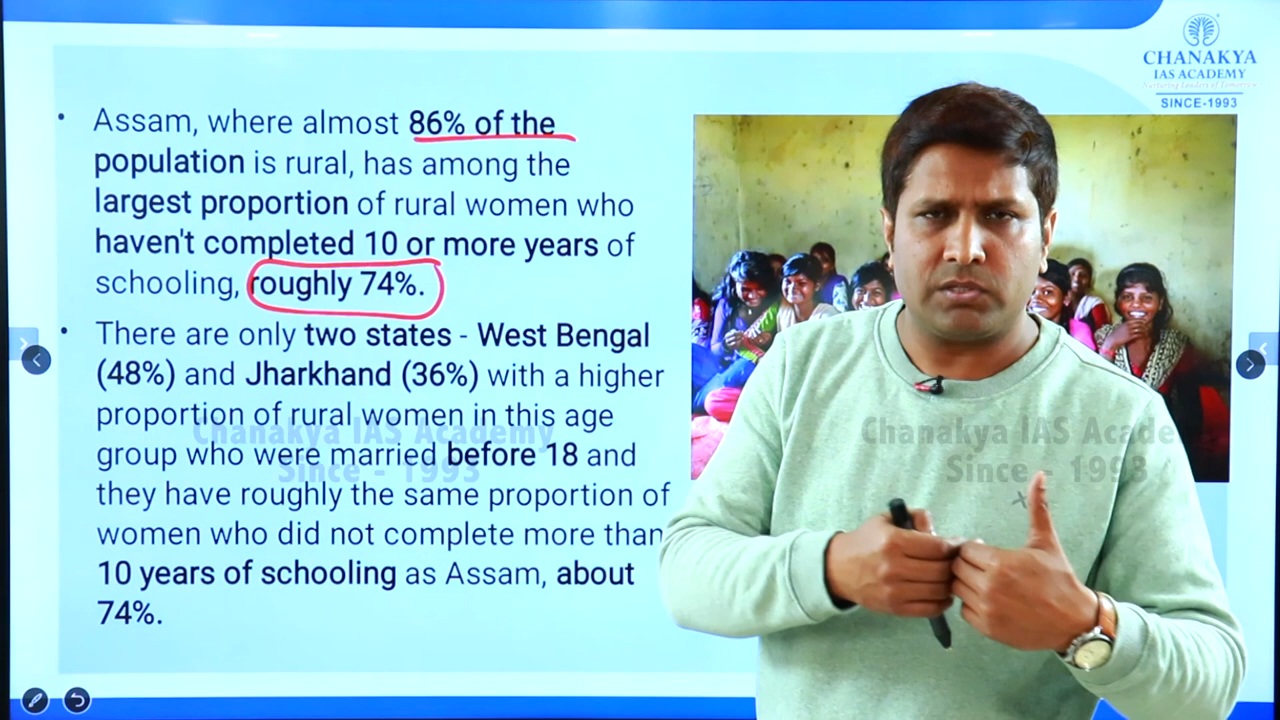 CHANAKYA
IAS ACADEMY
Nurturing Leaders of Tomorrow
SINCE-1993
• Assam, where almost 86% of the
population is rural, has among the
largest proportion of rural women who
haven't completed 10 or more years of
schooling, roughly 74%.
• There are only two states - West Bengal
(48%) and Jharkhand (36%) with a higher
proportion of rural women in this age
group who were married before 18 and
they have roughly the same proportion of
women who did not complete more than
10 years of schooling as Assam, about
74%.
Chanakya IAS Academy
Since - 1993
Chanakya IAS Acade
Since - 1993